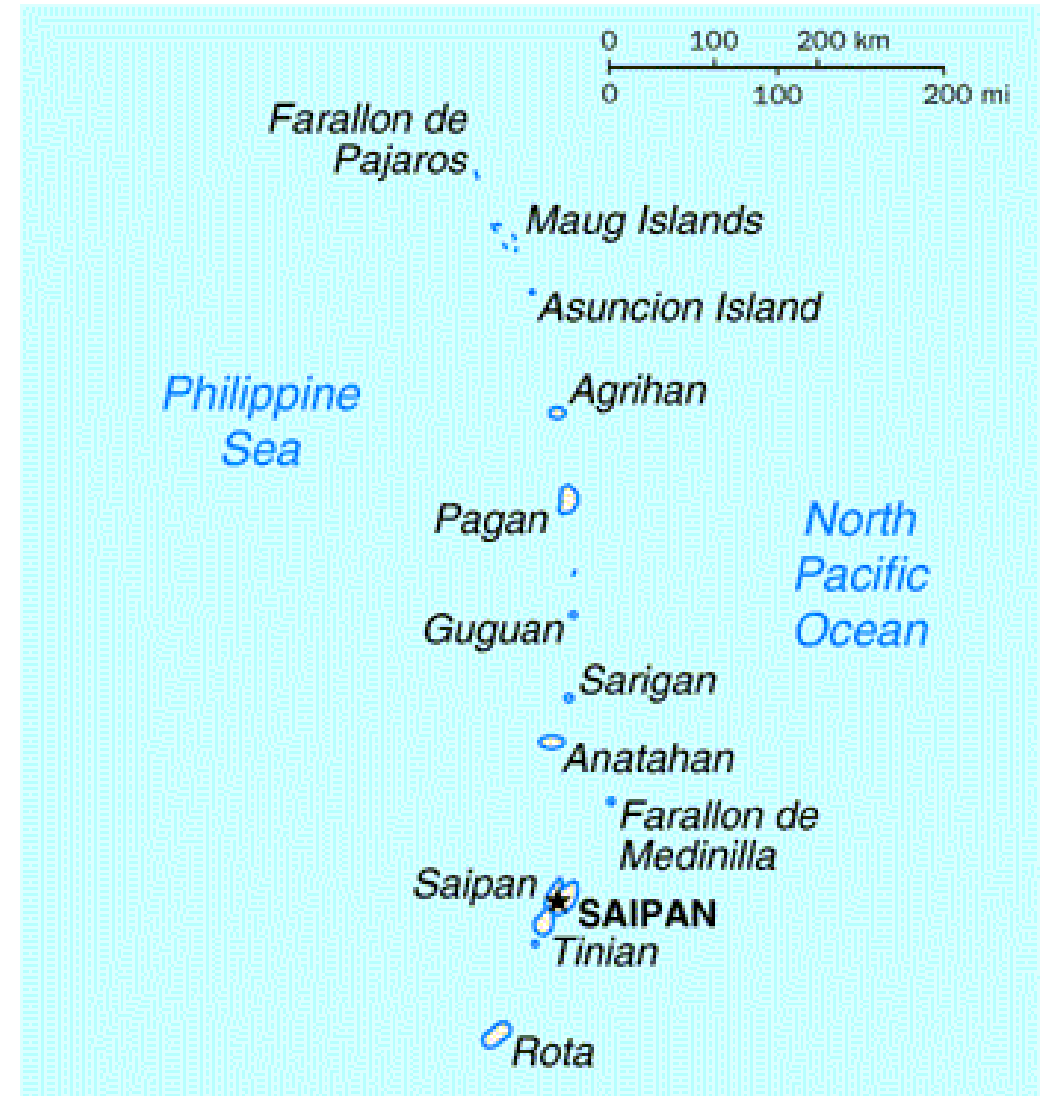 0 100 200 km
0 100 200 mi
Farallon de
Pajaros
Maug Islands
Asuncion Island
Agrihan
Philippine
Sea
Pagan
North
Pacific
Ocean
Guguan
Sarigan
Anatahan
Farallon de
Medinilla
Saipan
SAIPAN
Tinian
Rota